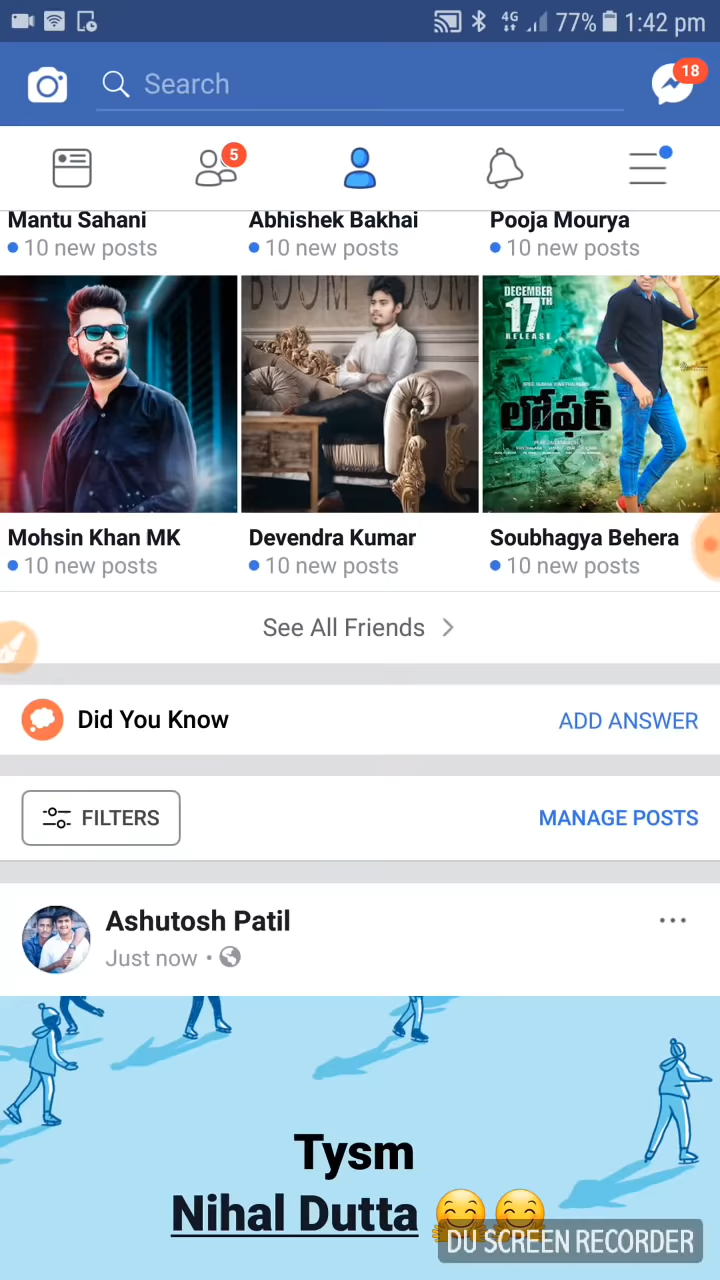 4G 77% 1:42 pm
Search
18
5
Mantu Sahani Abhishek Bakhai Pooja Mourya
10 new posts 10 new posts 10 new posts
BOOM BOOM
DECEMBER
17TH
RELEASE
లోఫర్
Mohsin Khan MK Devendra Kumar Soubhagya Behera
10 new posts 10 new posts 10 new posts
See All Friends
Did You Know ADD ANSWER
FILTERS MANAGE POSTS
Ashutosh Patil
Just now
Tysm
Nihal Dutta 🤗🤗
DU SCREEN RECORDER